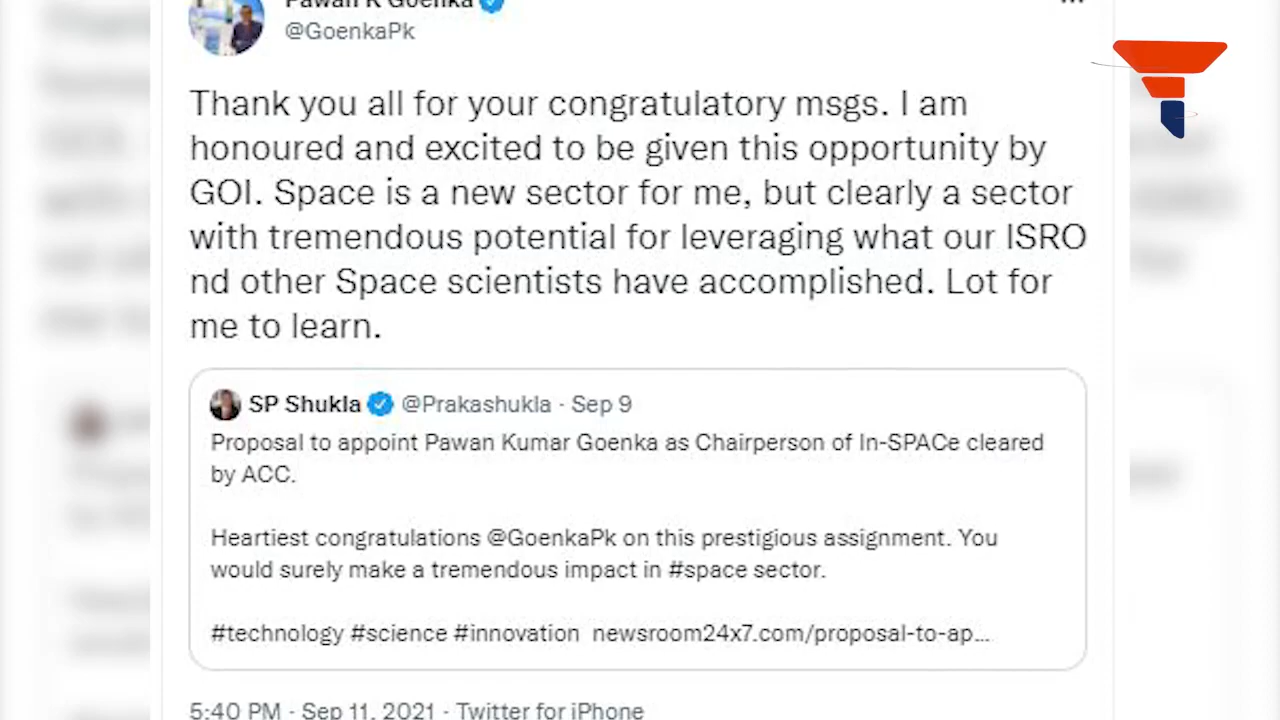 Pawan K Goenka
@GoenkaPk
Thank you all for your congratulatory msgs. I am
honoured and excited to be given this opportunity by
GOI. Space is a new sector for me, but clearly a sector
with tremendous potential for leveraging what our ISRO
nd other Space scientists have accomplished. Lot for
me to learn.
SP Shukla @Prakashukla · Sep 9
Proposal to appoint Pawan Kumar Goenka as Chairperson of In-SPACe cleared
by ACC.
Heartiest congratulations @GoenkaPk on this prestigious assignment. You
would surely make a tremendous impact in #space sector.
#technology #science #innovation newsroom24x7.com/proposal-to-ap...
5:40 PM · Sep 11, 2021 · Twitter for iPhone